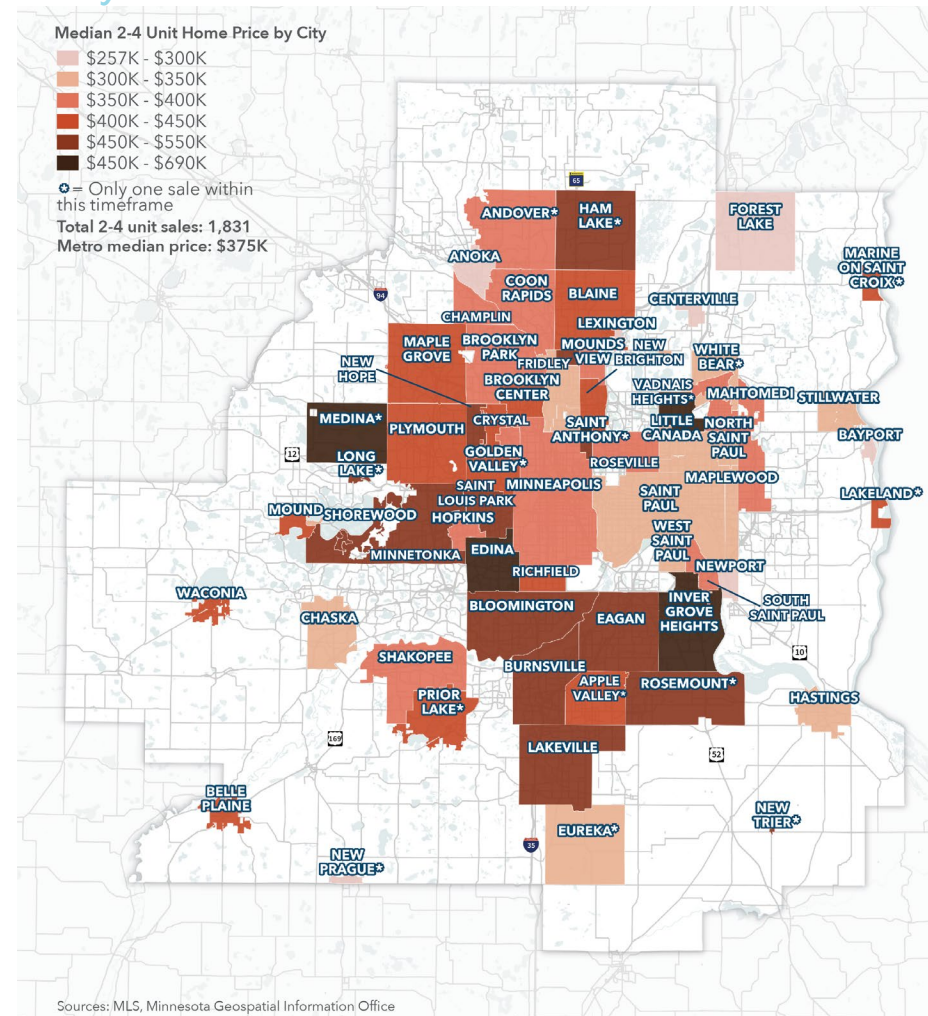 Median 2-4 Unit Home Price by City
$257K - $300K
$300K - $350K
$350K - $400K
$400K - $450K
$450K - $550K
$450K - $690K
= Only one sale within
this timeframe
Total 2-4 unit sales: 1,831
Metro median price: $375K
65
ANDOVER*
HAM
LAKE*
FOREST
LAKE
ANOKA
MARINE
ON SAINT
CROIX*
94
COON
RAPIDS
BLAINE
CENTERVILLE
CHAMPLIN
LEXINGTON
MAPLE
GROVE
BROOKLYN
PARK
MOUNDS
VIEW
NEW
BRIGHTON
WHITE
BEAR*
NEW
HOPE
FRIDLEY
BROOKLYN
CENTER
VADNAIS
HEIGHTS*
MAHTOMEDI
STILLWATER
MEDINA*
PLYMOUTH
CRYSTAL
SAINT
ANTHONY*
LITTLE
CANADA
NORTH
SAINT
PAUL
BAYPORT
12
LONG
LAKE*
GOLDEN
VALLEY*
ROSEVILLE
SAINT
LOUIS PARK
MINNEAPOLIS
MAPLEWOOD
SAINT
PAUL
LAKELAND*
MOUND
SHOREWOOD
HOPKINS
WEST
SAINT
PAUL
MINNETONKA
EDINA
RICHFIELD
NEWPORT
WACONIA
CHASKA
BLOOMINGTON
EAGAN
INVER
GROVE
HEIGHTS
SOUTH
SAINT PAUL
10
SHAKOPEE
BURNSVILLE
PRIOR
LAKE*
APPLE
VALLEY*
ROSEMOUNT*
HASTINGS
169
LAKEVILLE
52
BELLE
PLAINE
EUREKA*
NEW
TRIER*
35
NEW
PRAGUE*
Sources: MLS, Minnesota Geospatial Information Office